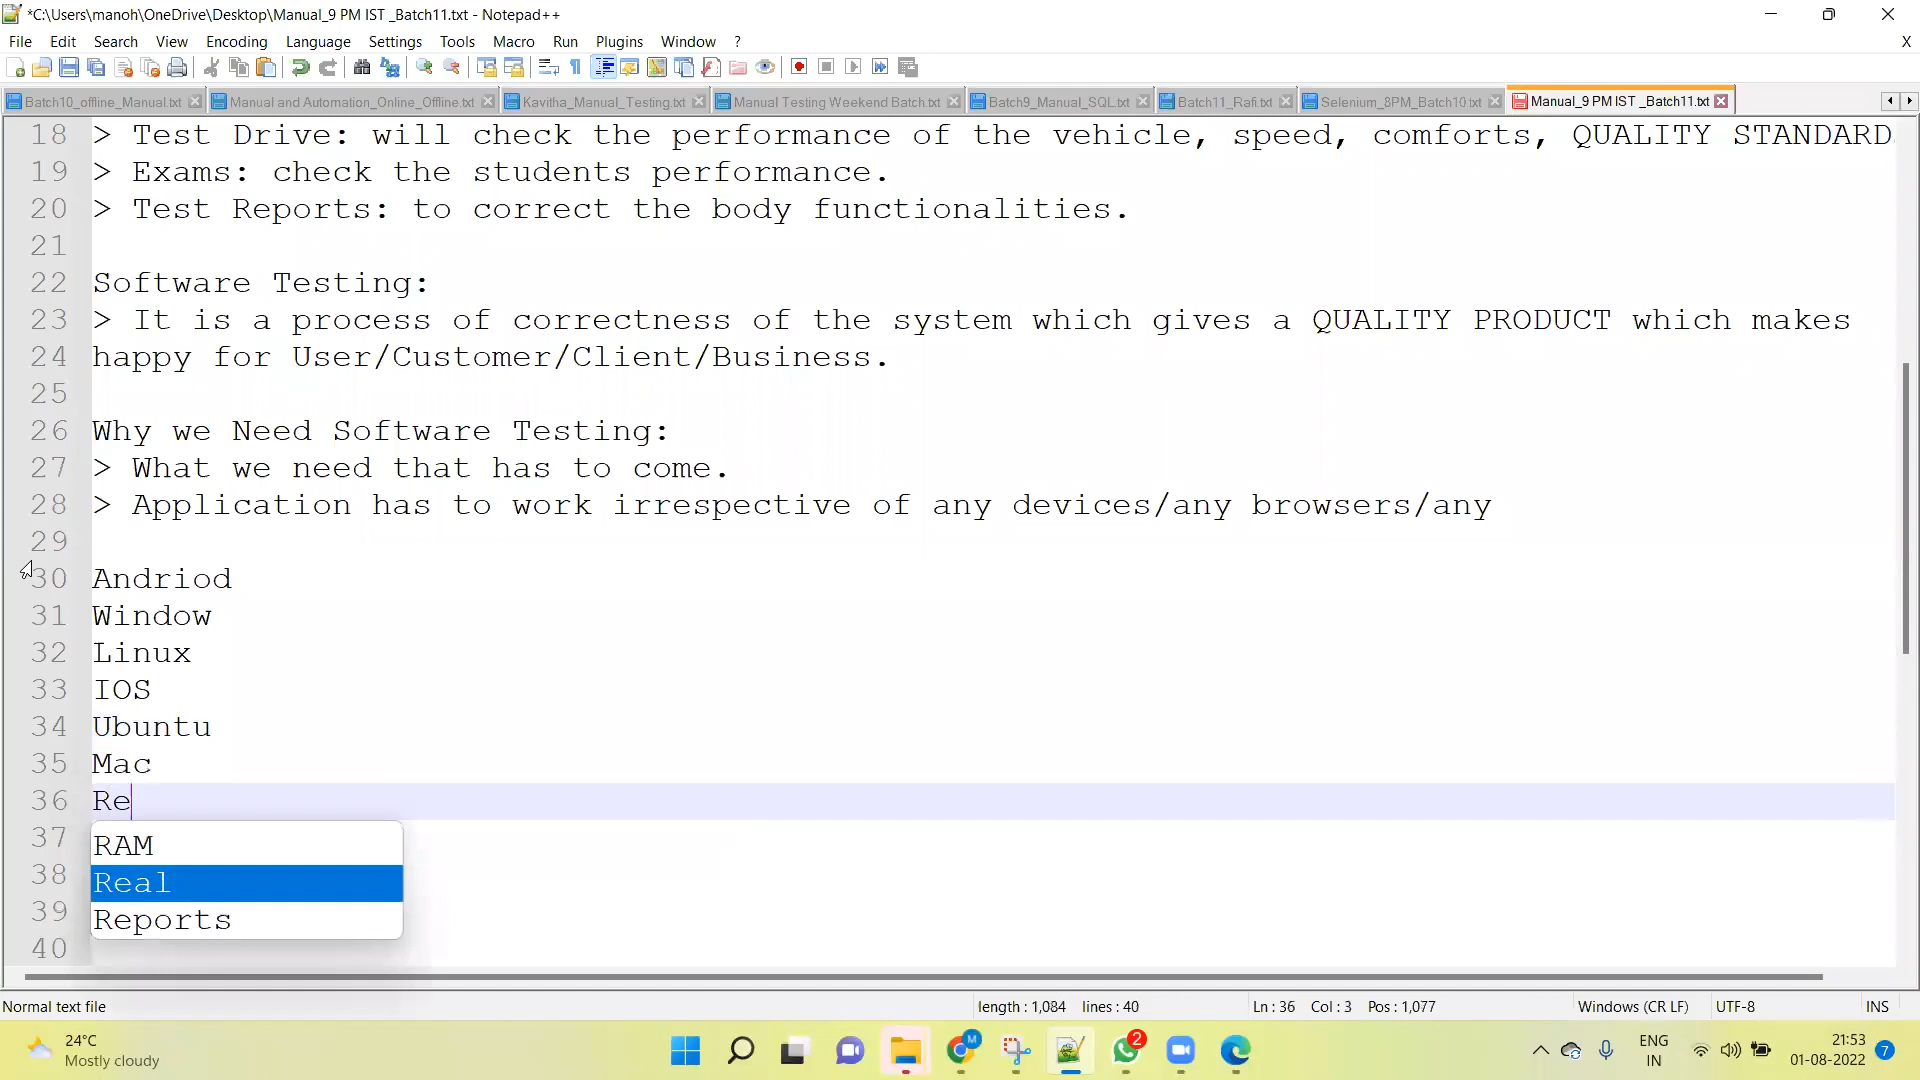 *C:\Users\manoh\OneDrive\Desktop\Manual_9 PM IST _Batch11.txt - Notepad++
File Edit Search View Encoding Language Settings Tools Macro Run Plugins Window ? X
Batch10_offline_Manual.txt Manual and Automation_Online_Offline.txt Kavitha_Manual_Testing.txt Manual Testing Weekend Batch.txt Batch9_Manual_SQL.txt Batch11_Rafi.txt Selenium_8PM_Batch10.txt Manual_9 PM IST _Batch11.txt
18 > Test Drive: will check the performance of the vehicle, speed, comforts, QUALITY STANDARD
19 > Exams: check the students performance.
20 > Test Reports: to correct the body functionalities.
21
22 Software Testing:
23 > It is a process of correctness of the system which gives a QUALITY PRODUCT which makes
24 happy for User/Customer/Client/Business.
25
26 Why we Need Software Testing:
27 > What we need that has to come.
28 > Application has to work irrespective of any devices/any browsers/any
29
30 Andriod
31 Window
32 Linux
33 IOS
34 Ubuntu
35 Mac
36 Re
37 RAM
38 Real
39 Reports
40
Normal text file length : 1,084 lines : 40 Ln : 36 Col : 3 Pos : 1,077 Windows (CR LF) UTF-8 INS
24°C
Mostly cloudy
M
2
ENG
IN
21:53
01-08-2022
7